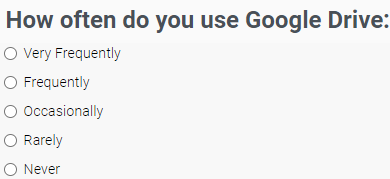 How often do you use Google Drive:
Very Frequently
Frequently
Occasionally
Rarely
Never